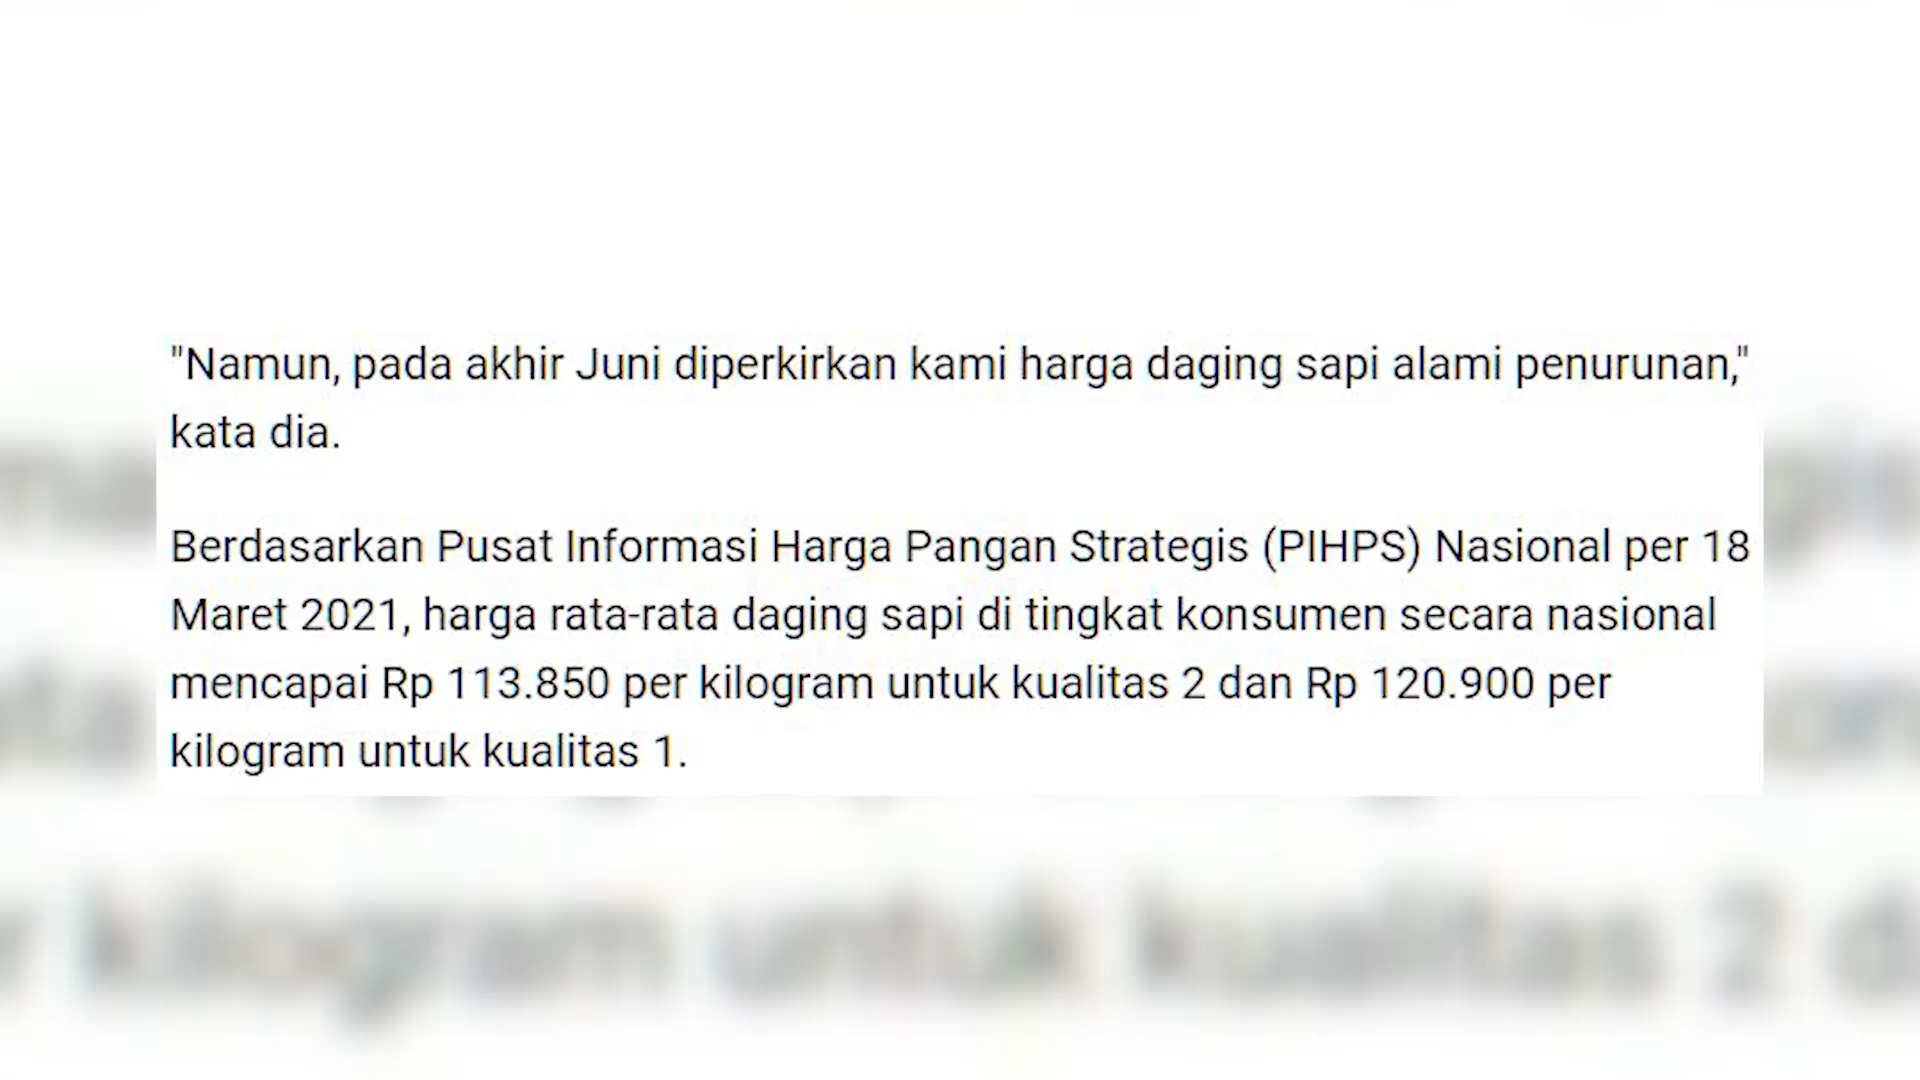 "Namun, pada akhir Juni diperkirkan kami harga daging sapi alami penurunan,"
kata dia.
Berdasarkan Pusat Informasi Harga Pangan Strategis (PIHPS) Nasional per 18
Maret 2021, harga rata-rata daging sapi di tingkat konsumen secara nasional
mencapai Rp 113.850 per kilogram untuk kualitas 2 dan Rp 120.900 per
kilogram untuk kualitas 1.